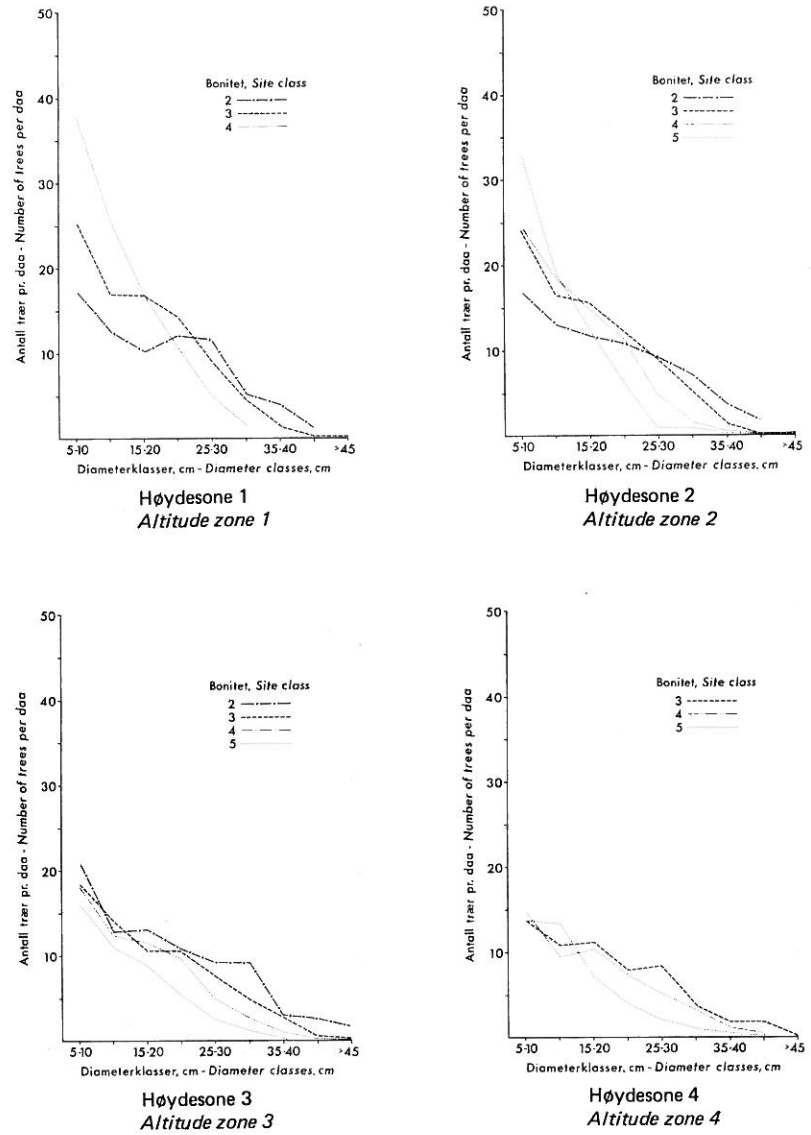 50
40
30
20
10
Antall trær pr. daa - Number of trees per daa
Bonitet, Site class
2
3
4
5-10
15-20
25-30
35-40
>45
Diameterklasser, cm - Diameter classes, cm
Høydesone 1
Altitude zone 1
50
40
30
20
10
Antall trær pr. daa - Number of trees per daa
Bonitet, Site class
2
3
4
5
5-10
15-20
25-30
35-40
>45
Diameterklasser, cm - Diameter classes, cm
Høydesone 2
Altitude zone 2
50
40
30
20
10
Antall trær pr. daa - Number of trees per daa
Bonitet, Site class
2
3
4
5
5-10
15-20
25-30
35-40
>45
Diameterklasser, cm - Diameter classes, cm
Høydesone 3
Altitude zone 3
50
40
30
20
10
Antall trær pr. daa - Number of trees per daa
Bonitet, Site class
3
4
5
5-10
15-20
25-30
35-40
>45
Diameterklasser, cm - Diameter classes, cm
Høydesone 4
Altitude zone 4